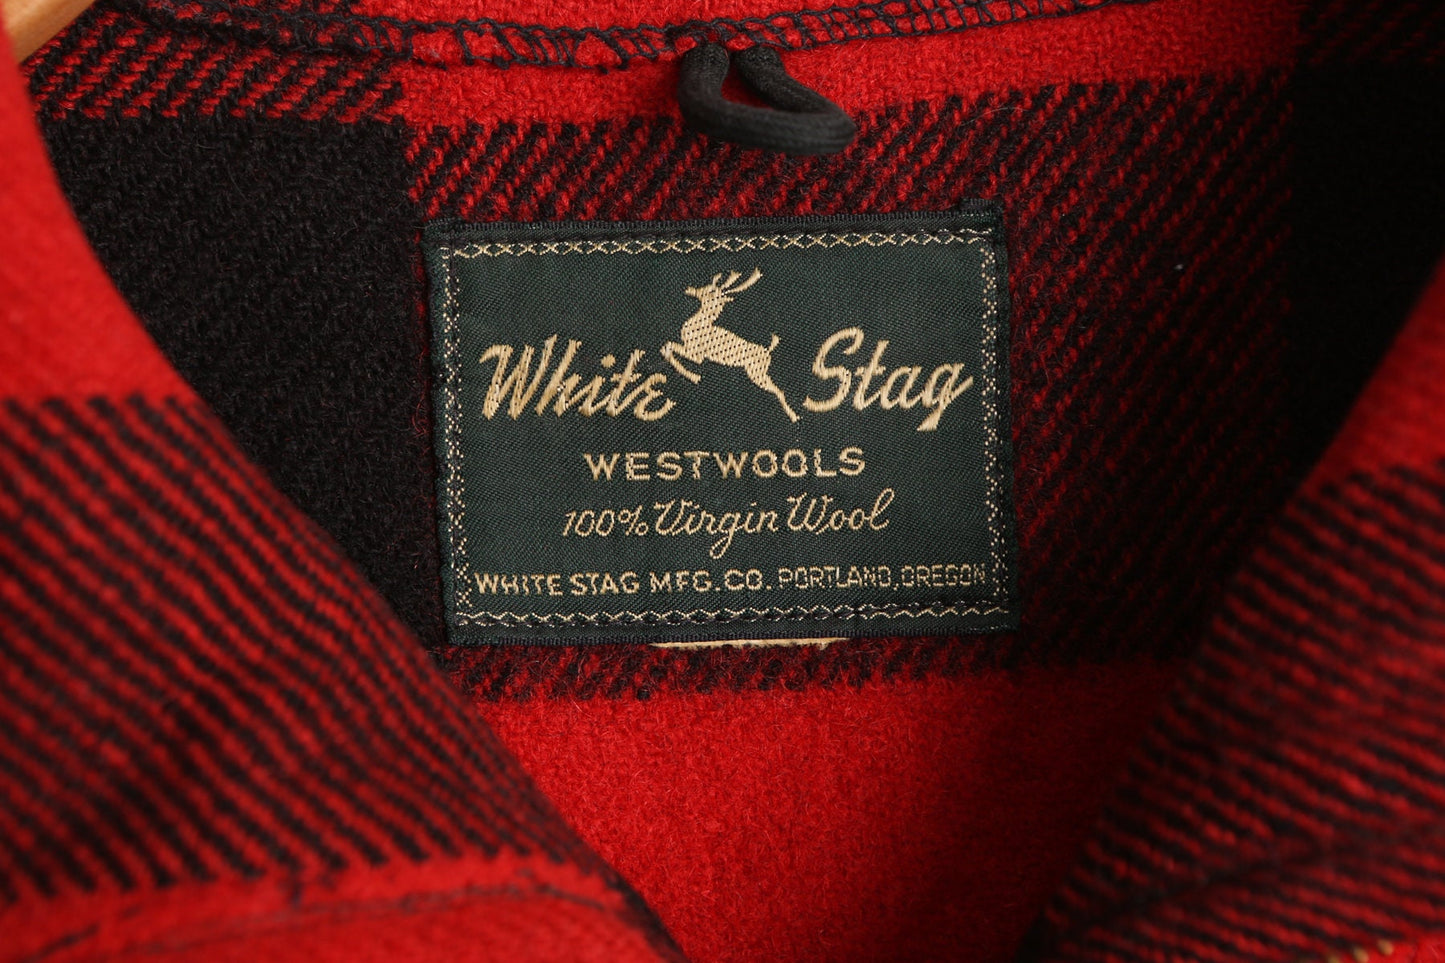 White Stag
WESTWOOLS
100% Virgin Wool
WHITE STAG MFG. CO. PORTLAND, OREGON